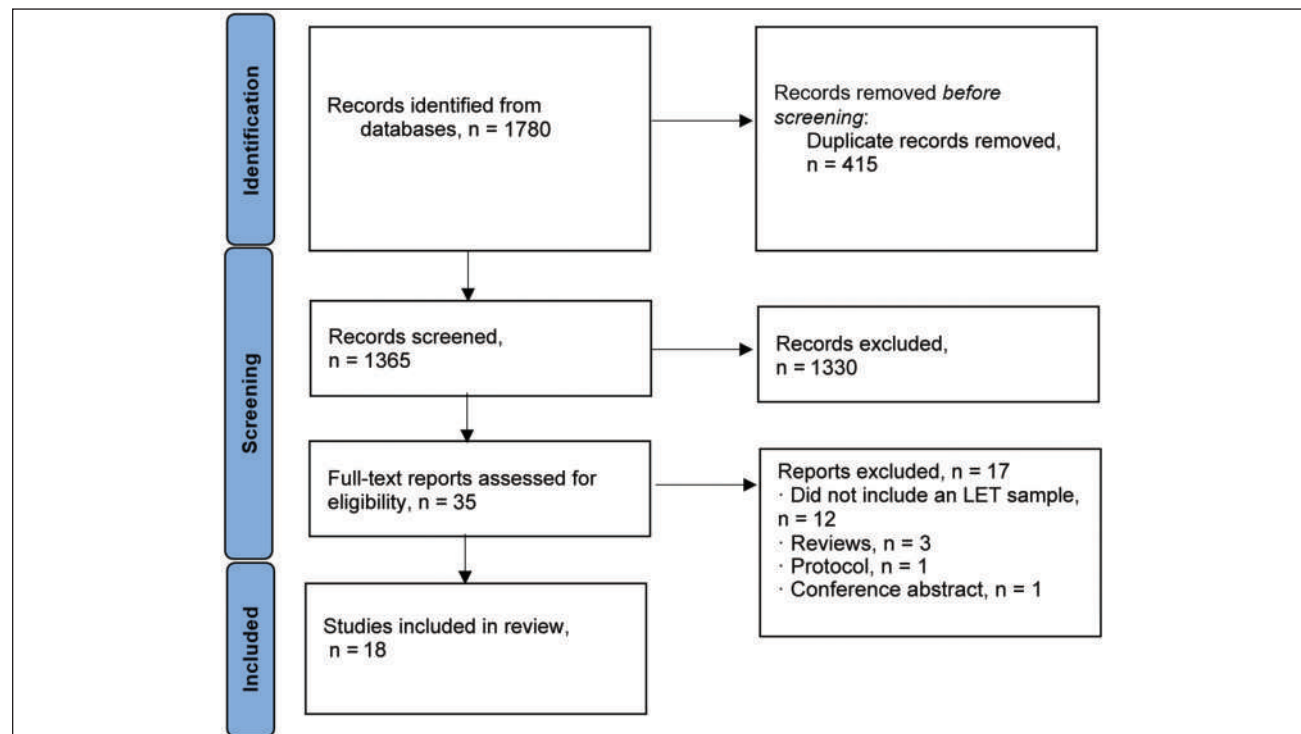 Identification
Records identified from
databases, n = 1780
Records removed before
screening:
Duplicate records removed,
n = 415
Screening
Records screened,
n = 1365
Records excluded,
n = 1330
Full-text reports assessed for
eligibility, n = 35
Reports excluded, n = 17
· Did not include an LET sample,
n = 12
· Reviews, n = 3
· Protocol, n = 1
· Conference abstract, n = 1
Included
Studies included in review,
n = 18